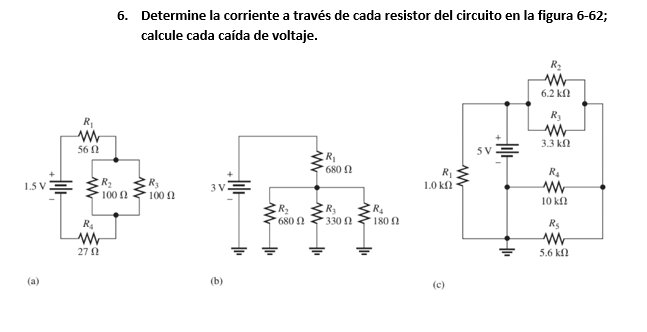 6. Determine la corriente a través de cada resistor del circuito en la figura 6-62;
calcule cada caída de voltaje.
R₁
56 Ω
+
1.5 V
-
R₂
100 Ω
R₃
100 Ω
R₄
27 Ω
(a)
+
3 V
-
R₁
680 Ω
R₂
680 Ω
R₃
330 Ω
R₄
180 Ω
(b)
R₁
1.0 kΩ
+
5 V
-
R₂
6.2 kΩ
R₃
3.3 kΩ
R₄
10 kΩ
R₅
5.6 kΩ
(c)